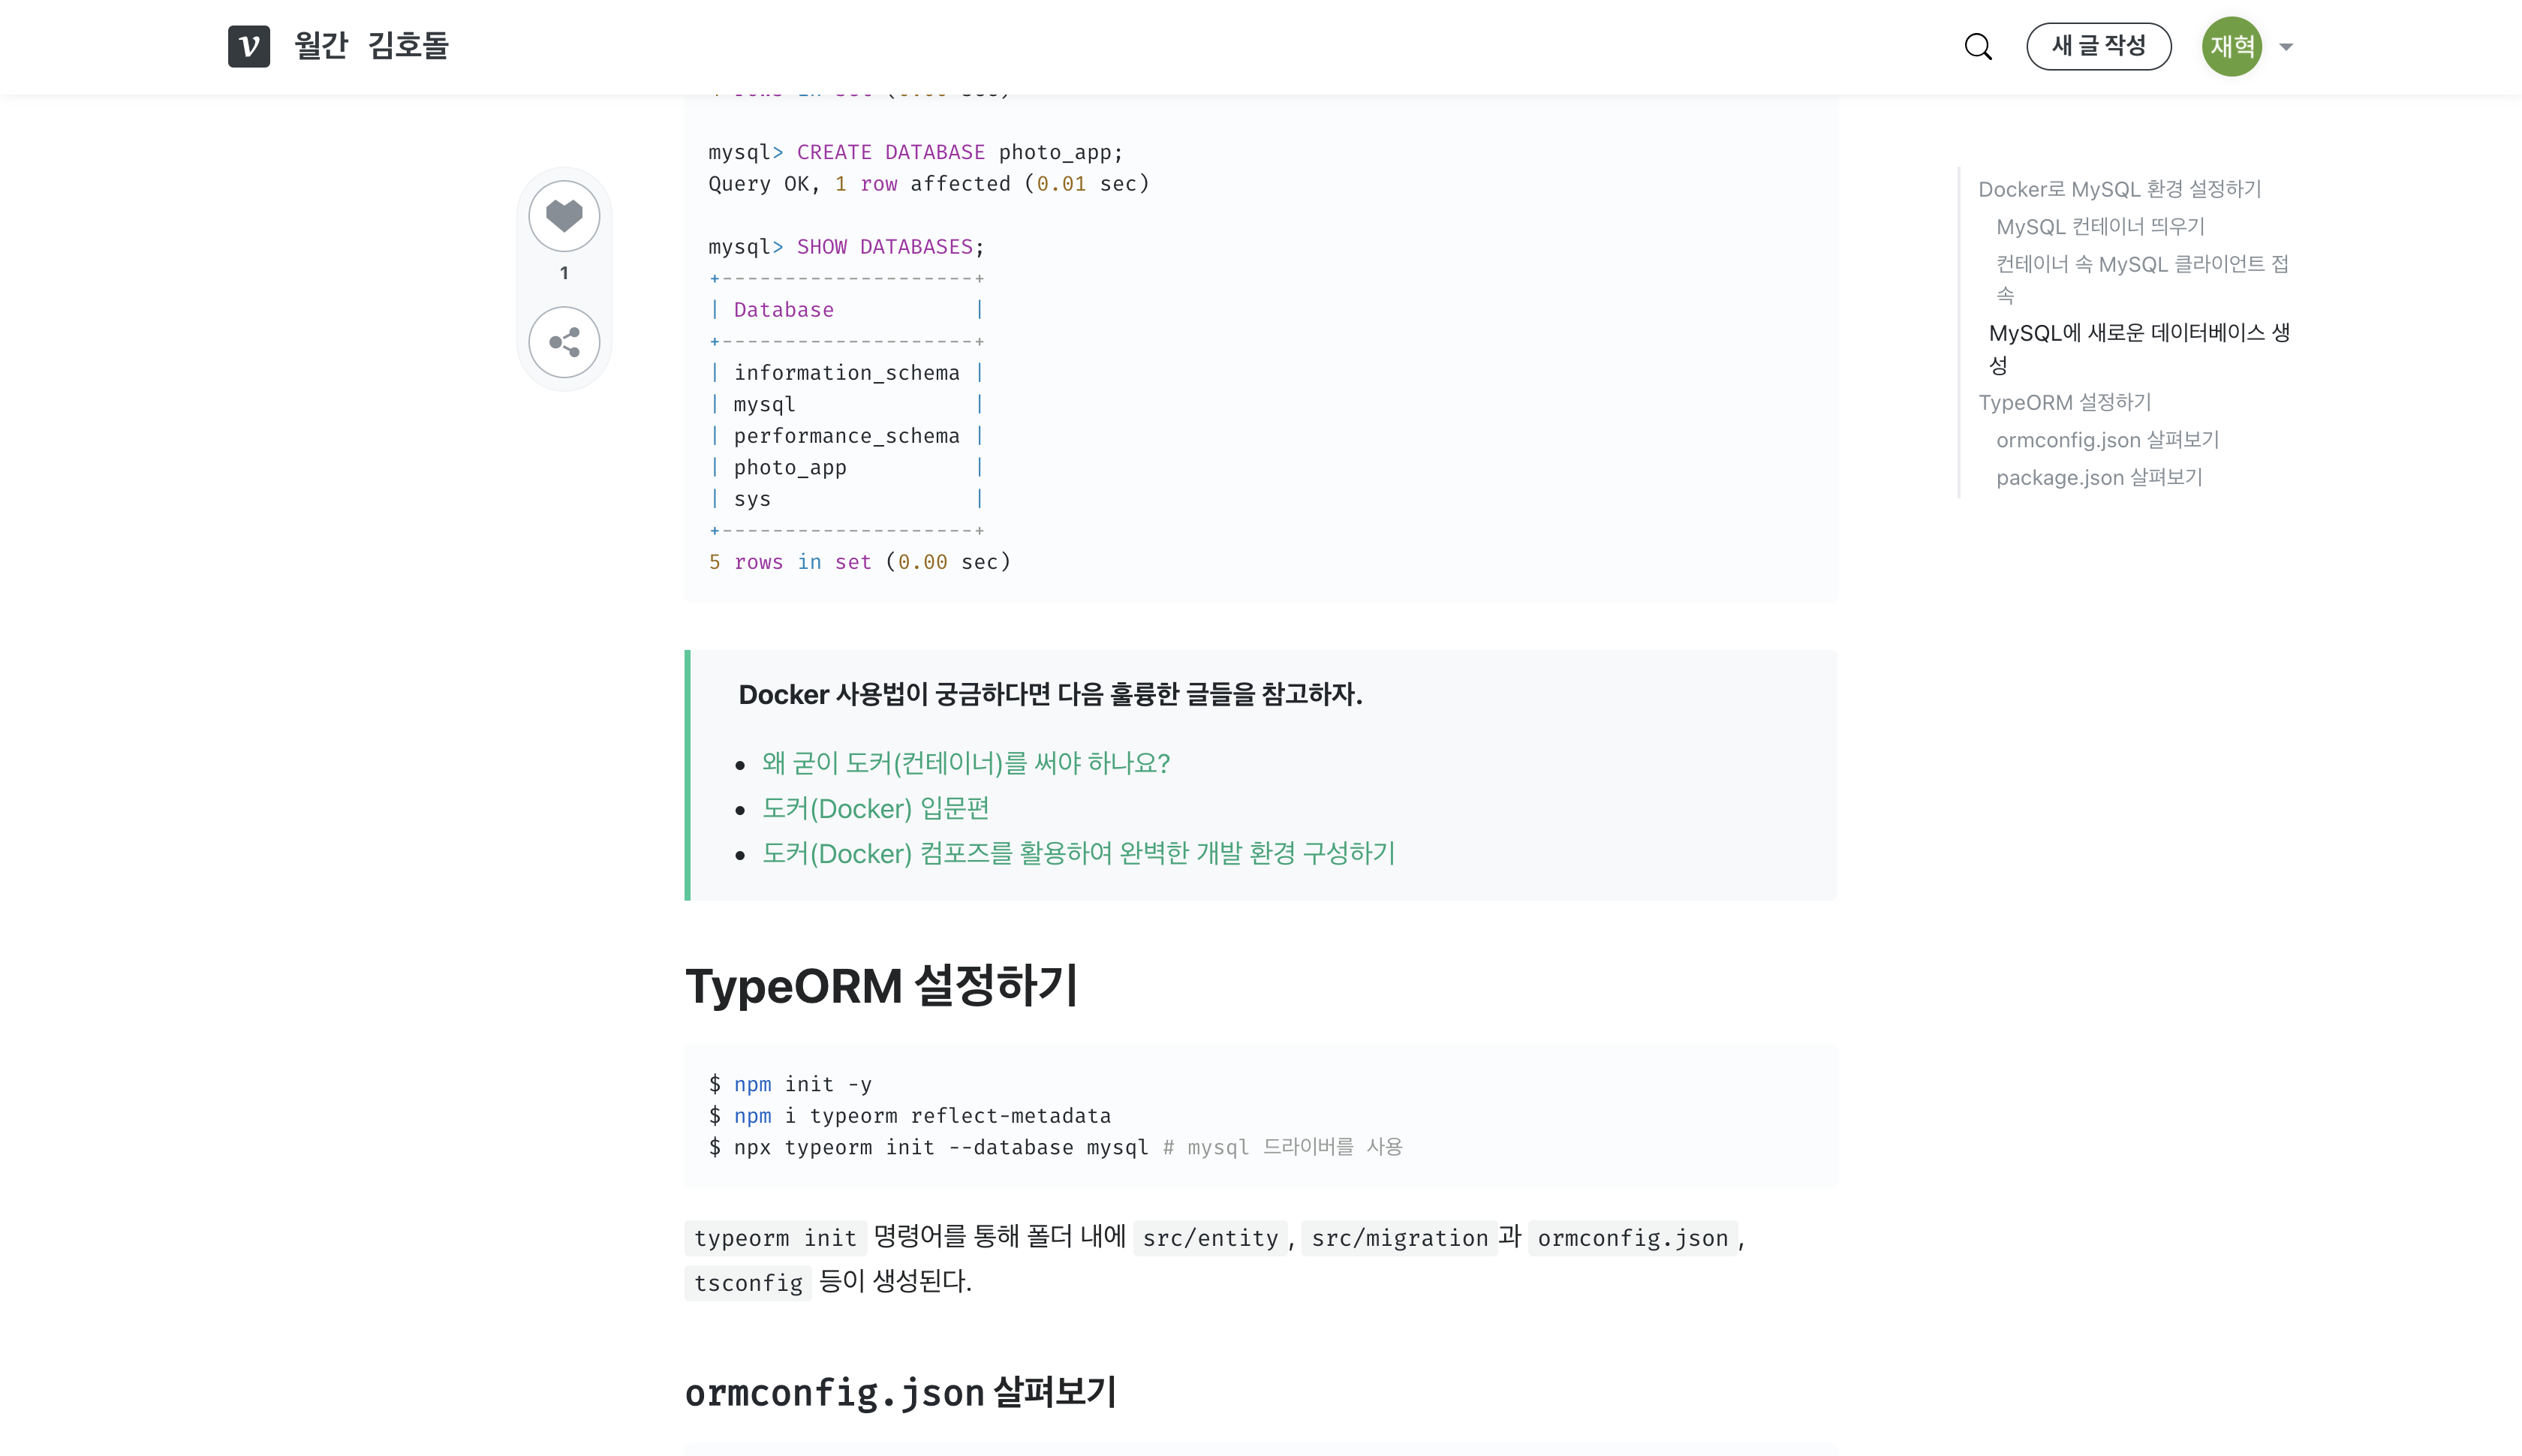 v 월간 김호돌
새 글 작성
재혁
mysql> CREATE DATABASE photo_app;
Query OK, 1 row affected (0.01 sec)
mysql> SHOW DATABASES;
+--------------------+
| Database           |
+--------------------+
| information_schema |
| mysql              |
| performance_schema |
| photo_app          |
| sys                |
+--------------------+
5 rows in set (0.00 sec)
1
Docker 사용법이 궁금하다면 다음 훌륭한 글들을 참고하자.
• 왜 굳이 도커(컨테이너)를 써야 하나요?
• 도커(Docker) 입문편
• 도커(Docker) 컴포즈를 활용하여 완벽한 개발 환경 구성하기
TypeORM 설정하기
$ npm init -y
$ npm i typeorm reflect-metadata
$ npx typeorm init --database mysql # mysql 드라이버를 사용
typeorm init 명령어를 통해 폴더 내에 src/entity, src/migration과 ormconfig.json,
tsconfig 등이 생성된다.
ormconfig.json 살펴보기
Docker로 MySQL 환경 설정하기
MySQL 컨테이너 띄우기
컨테이너 속 MySQL 클라이언트 접
속
MySQL에 새로운 데이터베이스 생
성
TypeORM 설정하기
ormconfig.json 살펴보기
package.json 살펴보기